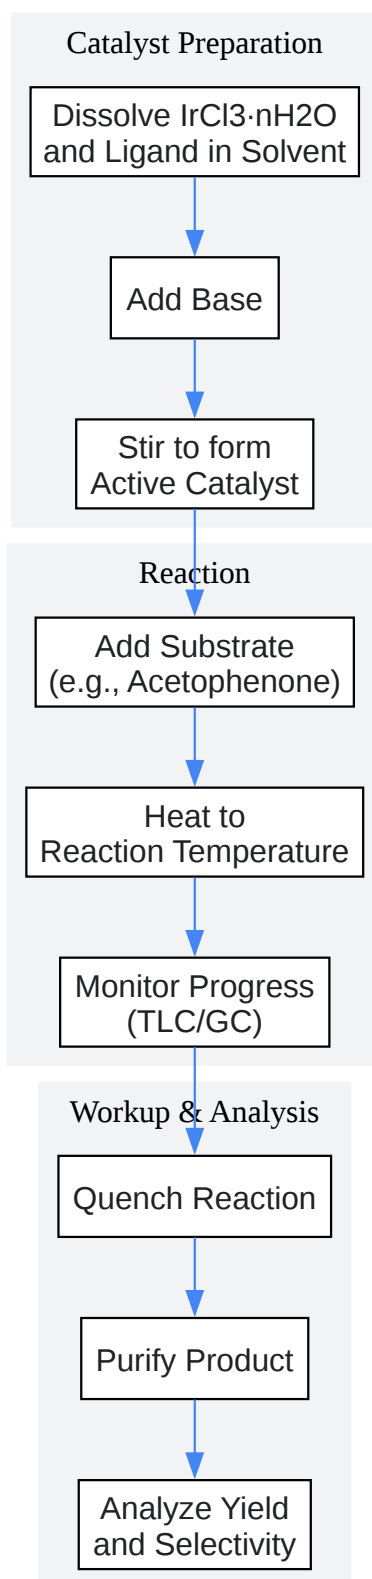 Catalyst Preparation
Dissolve IrCl3·nH2O
and Ligand in Solvent
Add Base
Stir to form
Active Catalyst
Reaction
Add Substrate
(e.g., Acetophenone)
Heat to
Reaction Temperature
Monitor Progress
(TLC/GC)
Workup & Analysis
Quench Reaction
Purify Product
Analyze Yield
and Selectivity